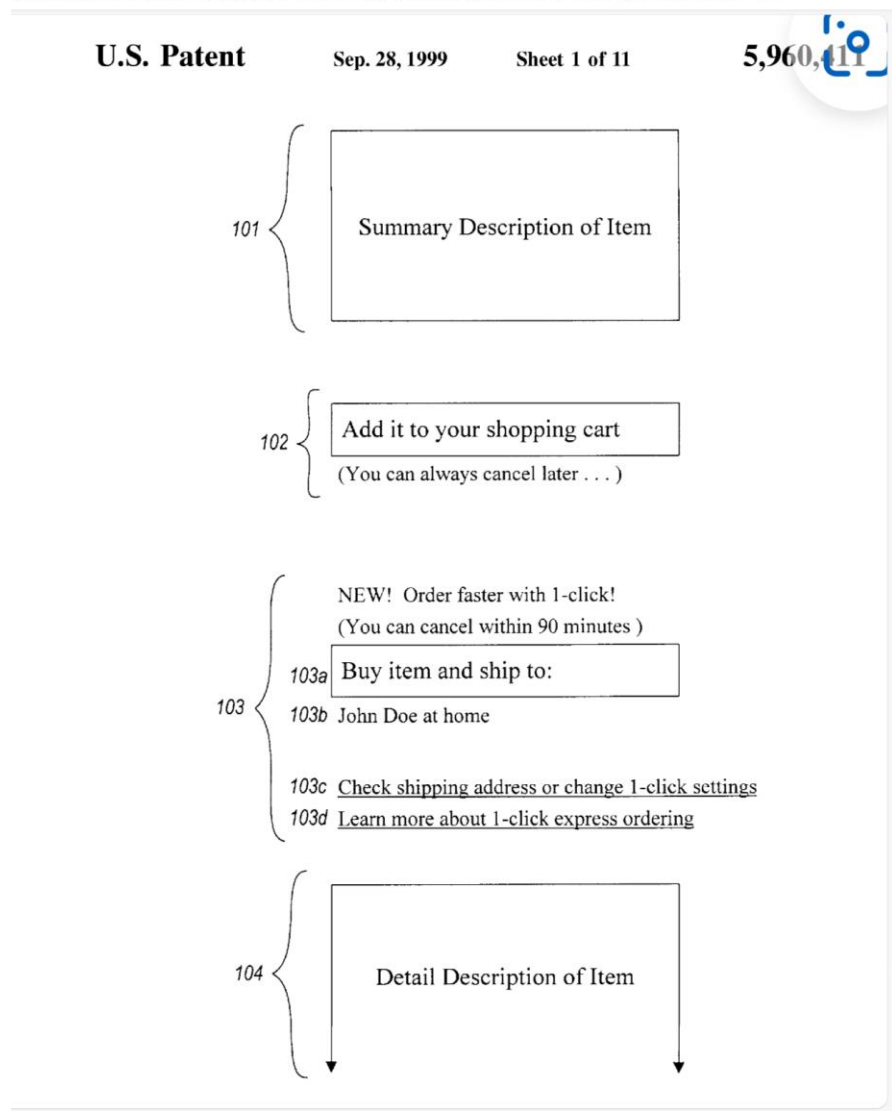 U.S. Patent Sep. 28, 1999 Sheet 1 of 11 5,960,411
101 Summary Description of Item
102 Add it to your shopping cart
(You can always cancel later . . . )
NEW! Order faster with 1-click!
(You can cancel within 90 minutes )
103a Buy item and ship to:
103
103b John Doe at home
103c Check shipping address or change 1-click settings
103d Learn more about 1-click express ordering
104 Detail Description of Item